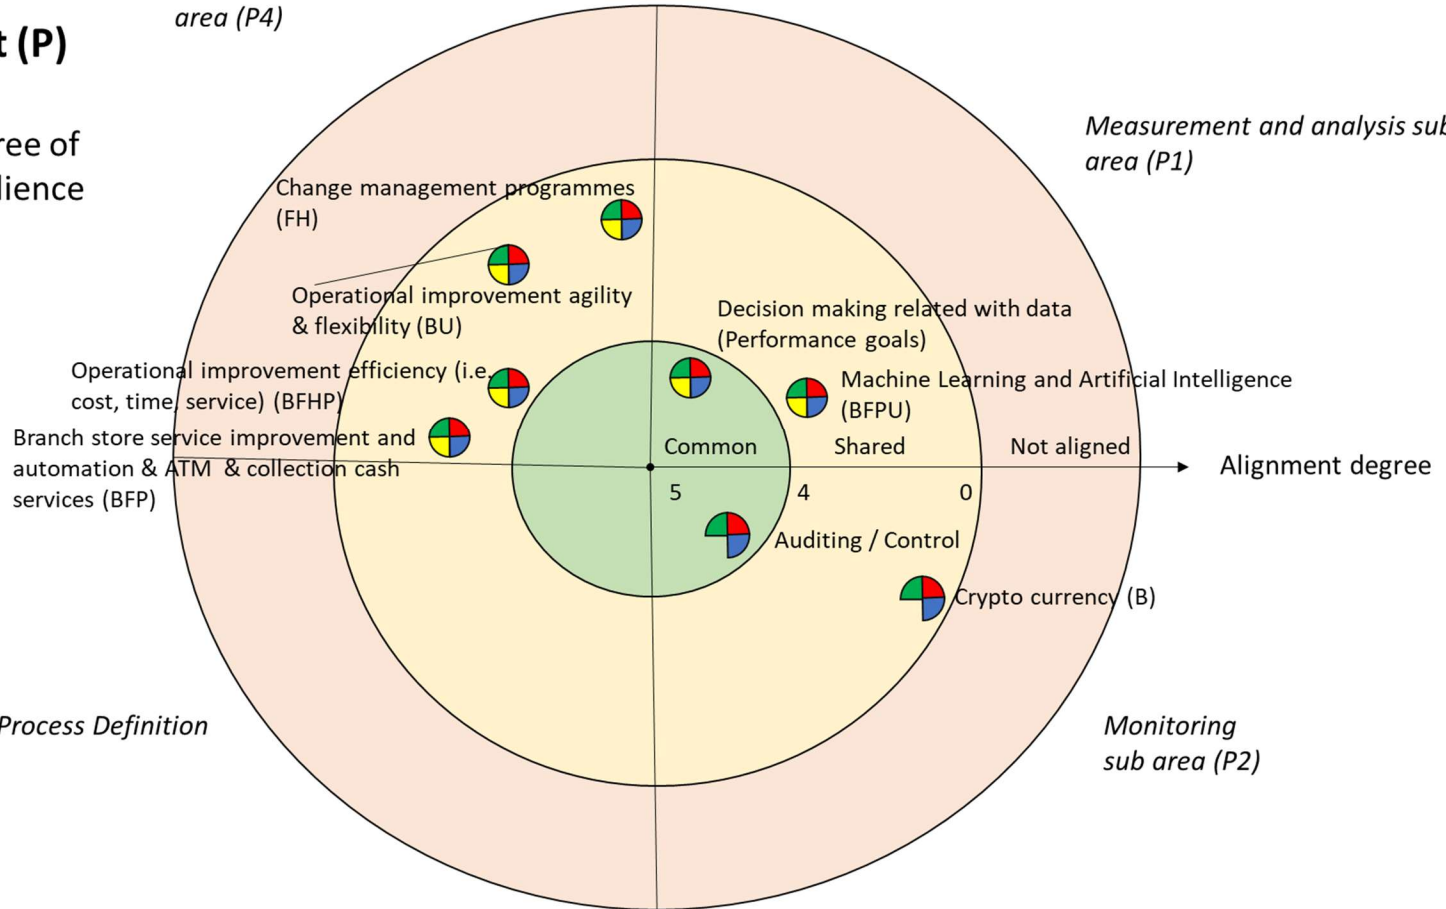 area (P4)
t (P)
ree of
lience
Measurement and analysis sub
area (P1)
Change management programmes
(FH)
Operational improvement agility
& flexibility (BU)
Decision making related with data
(Performance goals)
Operational improvement efficiency (i.e.
cost, time, service) (BFHP)
Machine Learning and Artificial Intelligence
(BFPU)
Branch store service improvement and
automation & ATM & collection cash
services (BFP)
Common
Shared
Not aligned
Alignment degree
5
4
0
Auditing / Control
Crypto currency (B)
Process Definition
Monitoring
sub area (P2)